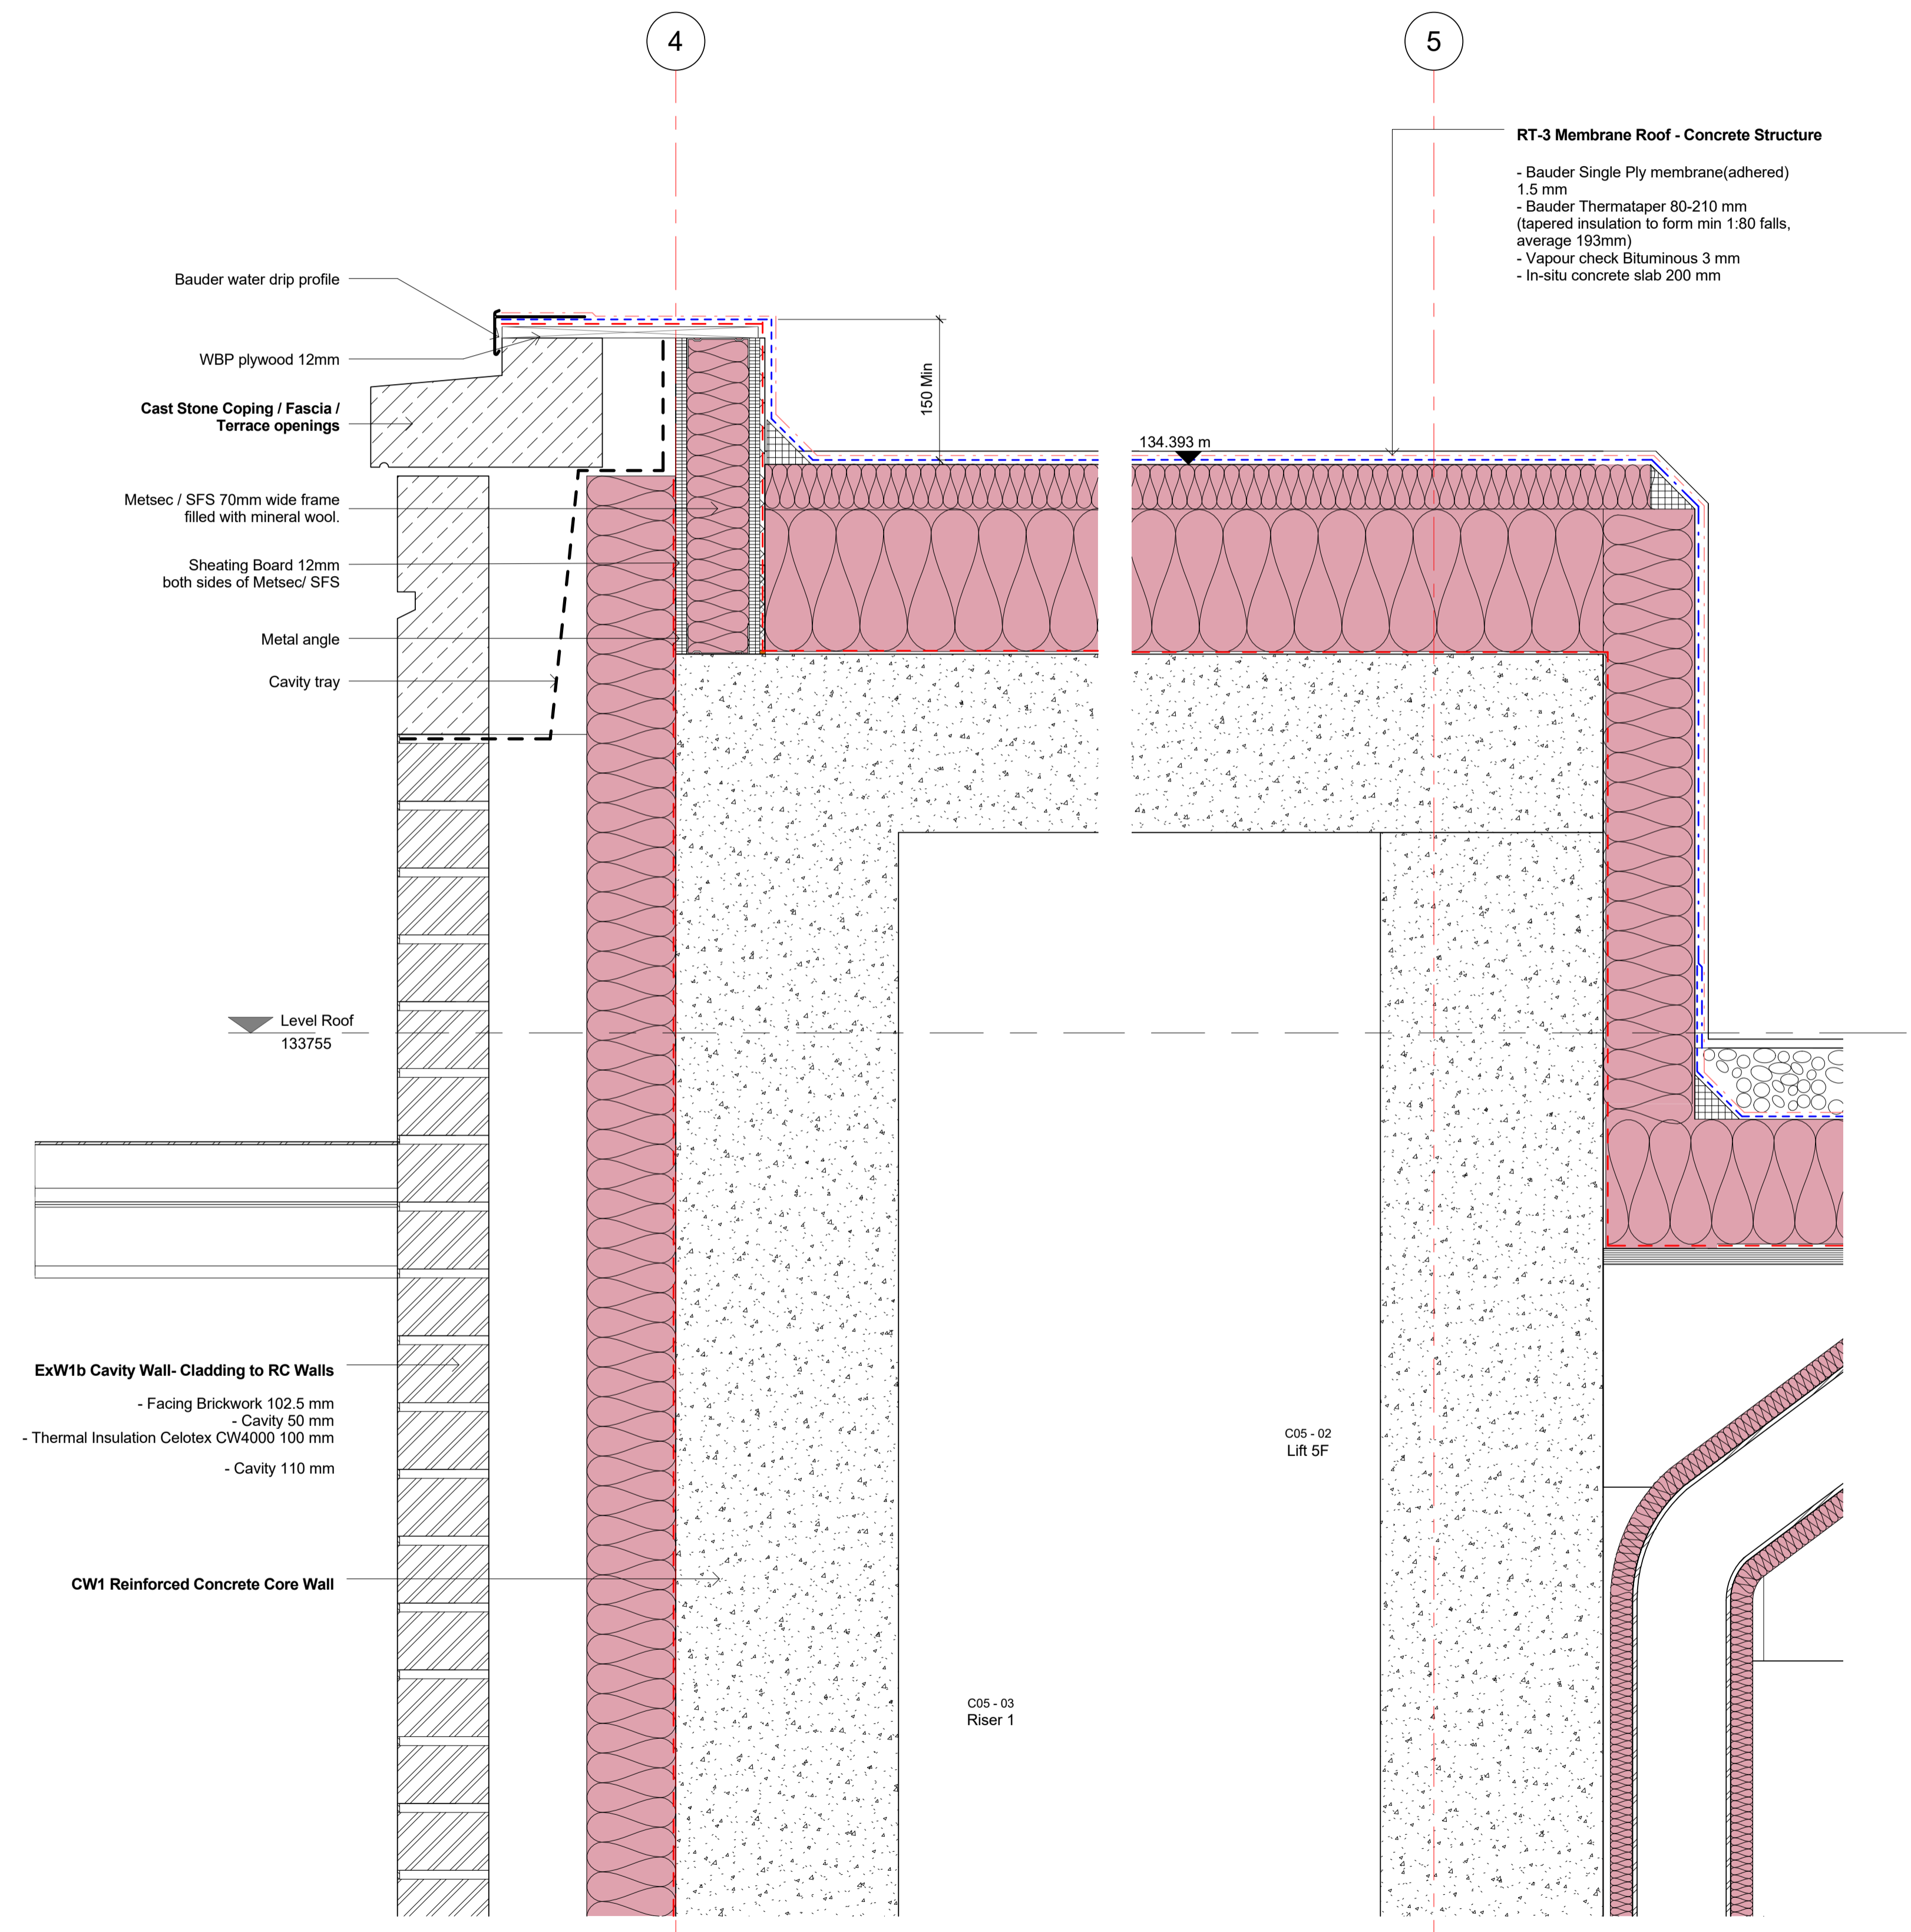 4
5
RT-3 Membrane Roof - Concrete Structure
- Bauder Single Ply membrane(adhered)
1.5 mm
- Bauder Thermataper 80-210 mm
(tapered insulation to form min 1:80 falls,
average 193mm)
- Vapour check Bituminous 3 mm
- In-situ concrete slab 200 mm
Bauder water drip profile
WBP plywood 12mm
Cast Stone Coping / Fascia /
Terrace openings
150 Min
134.393 m
Metsec / SFS 70mm wide frame
filled with mineral wool.
Sheating Board 12mm
both sides of Metsec/ SFS
Metal angle
Cavity tray
Level Roof
133755
ExW1b Cavity Wall- Cladding to RC Walls
- Facing Brickwork 102.5 mm
- Cavity 50 mm
- Thermal Insulation Celotex CW4000 100 mm
- Cavity 110 mm
C05 - 02
Lift 5F
CW1 Reinforced Concrete Core Wall
C05 - 03
Riser 1